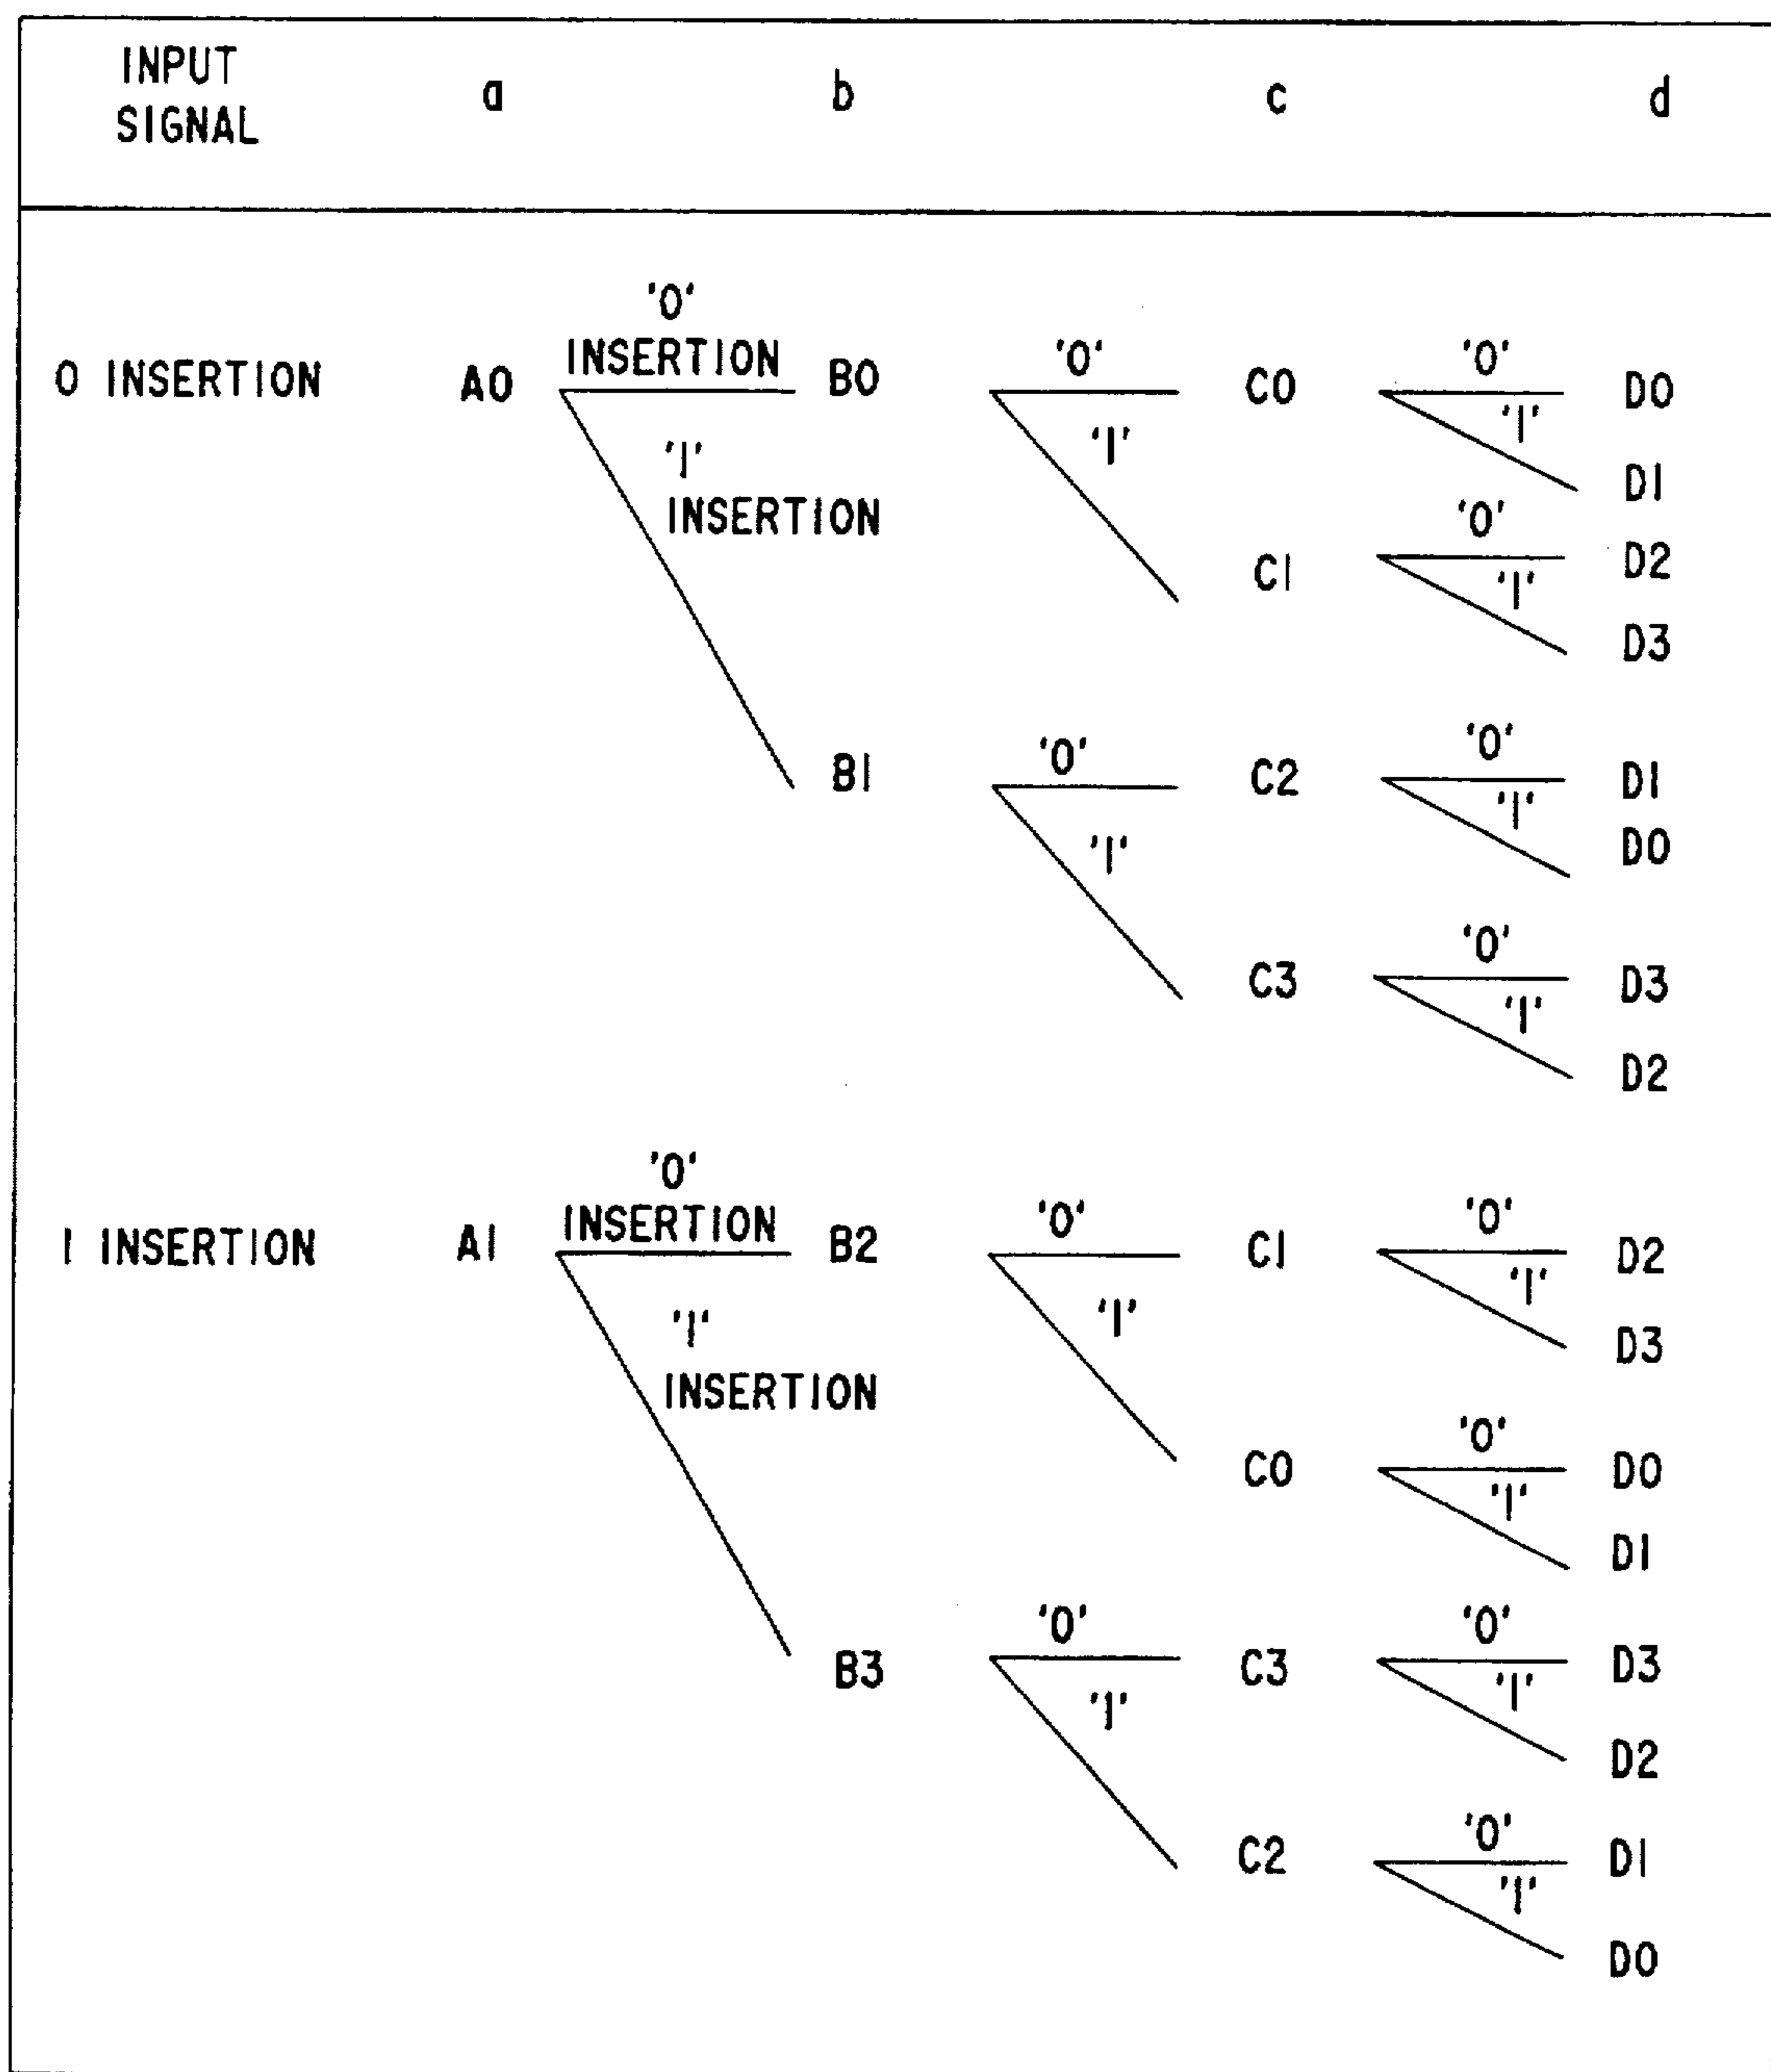 INPUT SIGNAL a b c d
'0' INSERTION '0' '0'
0 INSERTION A0 B0 C0 D0
'1' INSERTION '1' '1'
D1
'0'
C1 D2
'1'
D3
'0' '0'
B1 C2 D1
'1' '1'
D0
'0'
C3 D3
'1'
D2
'0' INSERTION '0' '0'
1 INSERTION A1 B2 C1 D2
'1' INSERTION '1' '1'
D3
'0'
C0 D0
'1'
D1
'0' '0'
B3 C3 D3
'1' '1'
D2
'0'
C2 D1
'1'
D0